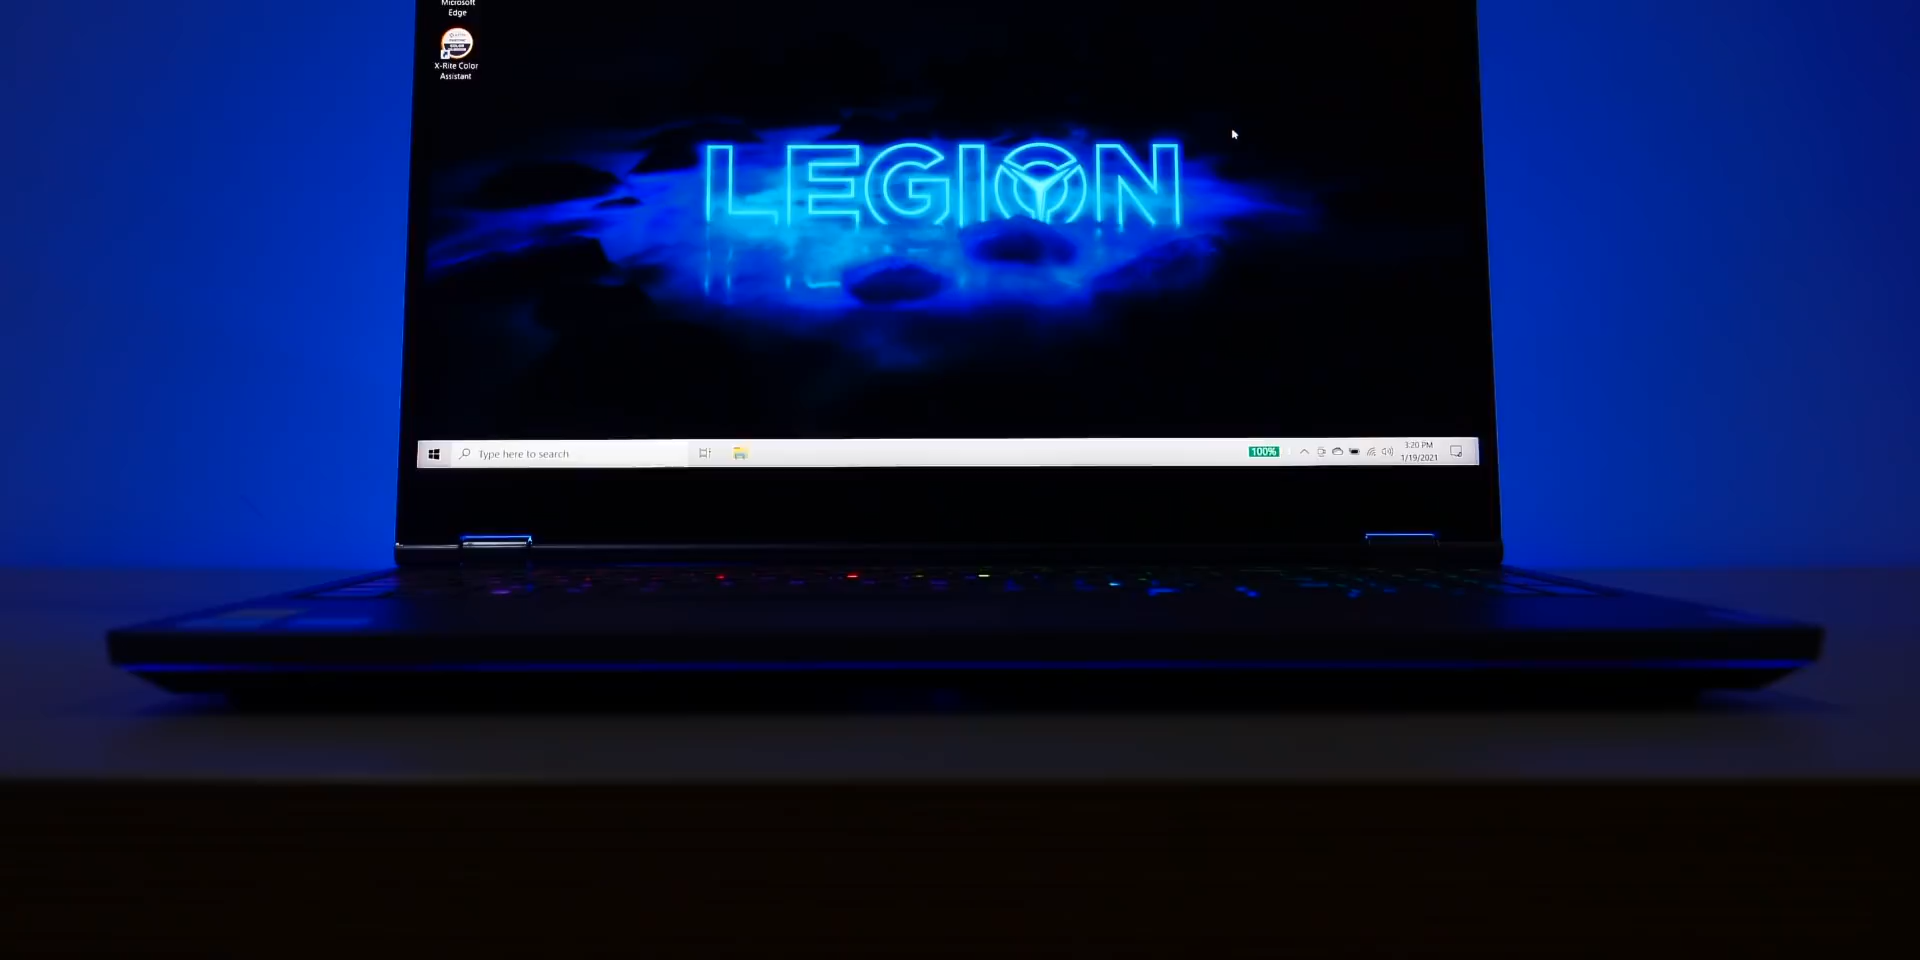 Microsoft
Edge
X-Rite Color
Assistant
LEGION
Type here to search
100%
3:20 PM
1/19/2021